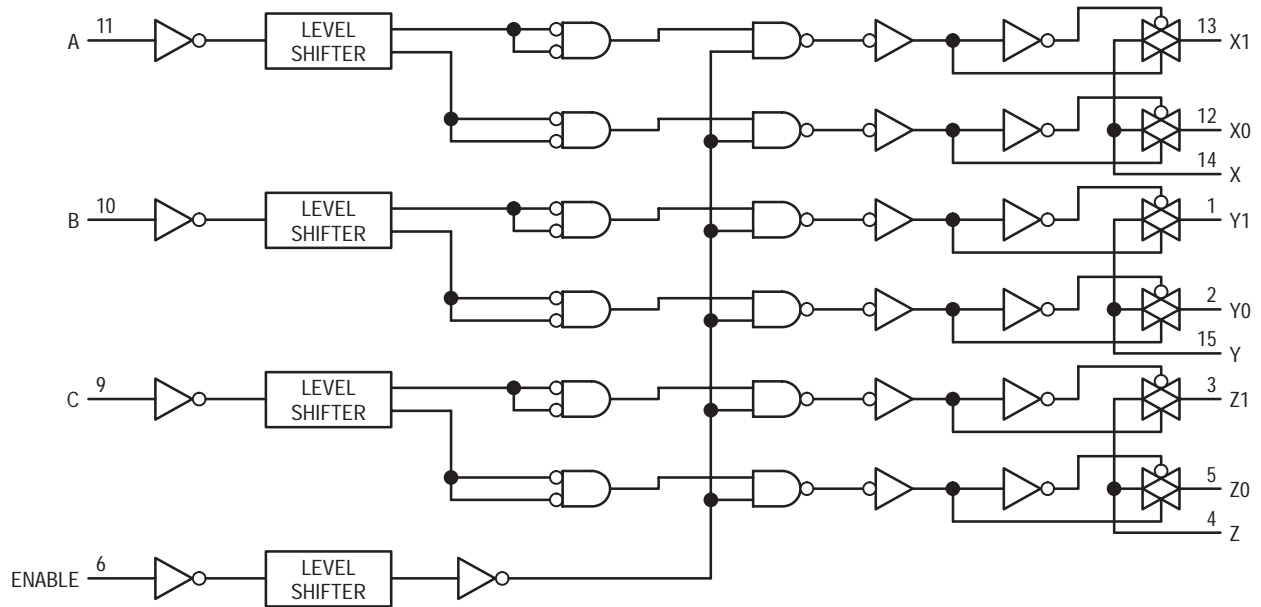 A 11 LEVEL SHIFTER 13 X1
12 X0
14 X
B 10 LEVEL SHIFTER 1 Y1
2 Y0
15 Y
C 9 LEVEL SHIFTER 3 Z1
5 Z0
4 Z
ENABLE 6 LEVEL SHIFTER